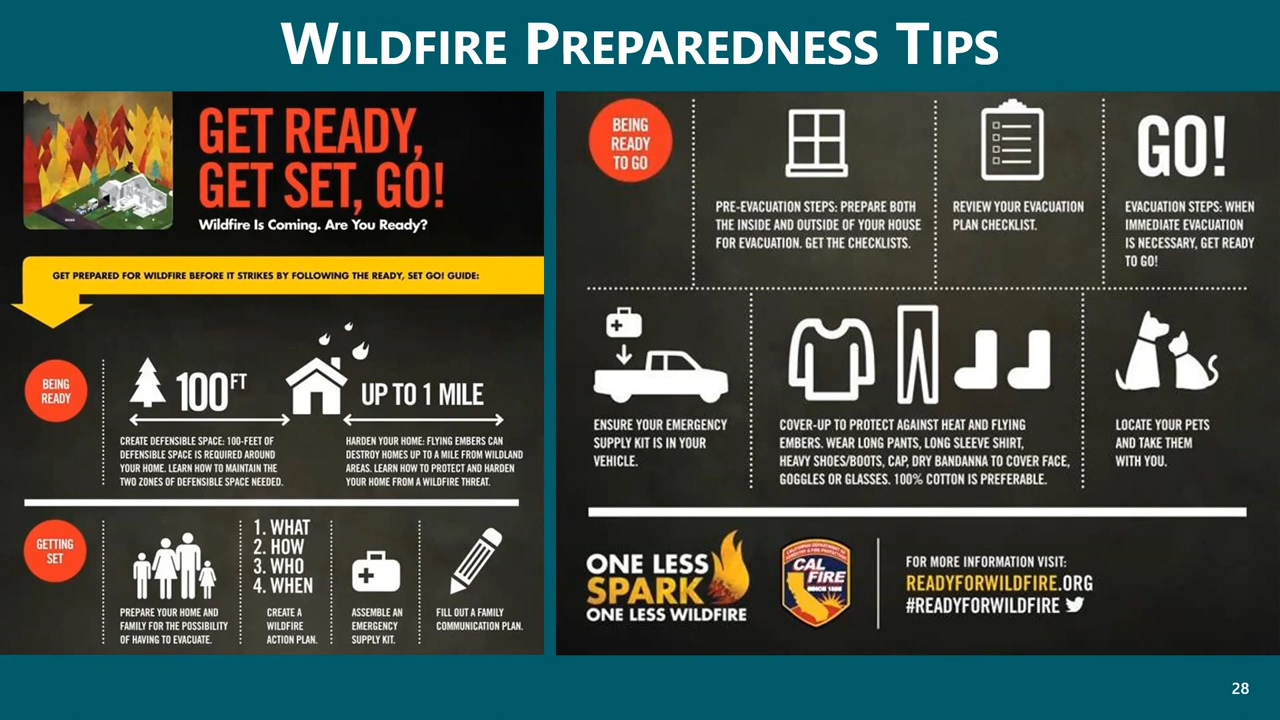 WILDFIRE PREPAREDNESS TIPS
GET READY,
GET SET, GO!
Wildfire Is Coming. Are You Ready?
GET PREPARED FOR WILDFIRE BEFORE IT STRIKES BY FOLLOWING THE READY, SET GO! GUIDE:
BEING
READY
100FT
UP TO 1 MILE
CREATE DEFENSIBLE SPACE: 100-FEET OF
DEFENSIBLE SPACE IS REQUIRED AROUND
YOUR HOME. LEARN HOW TO MAINTAIN THE
TWO ZONES OF DEFENSIBLE SPACE NEEDED.
HARDEN YOUR HOME: FLYING EMBERS CAN
DESTROY HOMES UP TO A MILE FROM WILDLAND
AREAS. LEARN HOW TO PROTECT AND HARDEN
YOUR HOME FROM A WILDFIRE THREAT.
GETTING
SET
PREPARE YOUR HOME AND
FAMILY FOR THE POSSIBILITY
OF HAVING TO EVACUATE.
1. WHAT
2. HOW
3. WHO
4. WHEN
CREATE A
WILDFIRE
ACTION PLAN.
ASSEMBLE AN
EMERGENCY
SUPPLY KIT.
FILL OUT A FAMILY
COMMUNICATION PLAN.
BEING
READY
TO GO
PRE-EVACUATION STEPS: PREPARE BOTH
THE INSIDE AND OUTSIDE OF YOUR HOUSE
FOR EVACUATION. GET THE CHECKLISTS.
REVIEW YOUR EVACUATION
PLAN CHECKLIST.
GO!
EVACUATION STEPS: WHEN
IMMEDIATE EVACUATION
IS NECESSARY, GET READY
TO GO!
ENSURE YOUR EMERGENCY
SUPPLY KIT IS IN YOUR
VEHICLE.
COVER-UP TO PROTECT AGAINST HEAT AND FLYING
EMBERS. WEAR LONG PANTS, LONG SLEEVE SHIRT,
HEAVY SHOES/BOOTS, CAP, DRY BANDANNA TO COVER FACE,
GOGGLES OR GLASSES. 100% COTTON IS PREFERABLE.
LOCATE YOUR PETS
AND TAKE THEM
WITH YOU.
ONE LESS
SPARK
ONE LESS WILDFIRE
CALIFORNIA DEPARTMENT OF
FORESTRY & FIRE PROTECTION
CAL
FIRE
SINCE 1885
FOR MORE INFORMATION VISIT:
READYFORWILDFIRE.ORG
#READYFORWILDFIRE
28